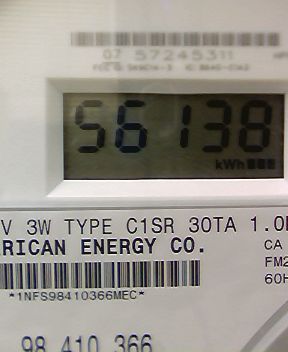 07 57245311
56138
kWh
V 3W TYPE C1SR 30TA 1.0
RICAN ENERGY CO.
CA
FM2
60H
*1NFS98410366MEC*
98 410 366